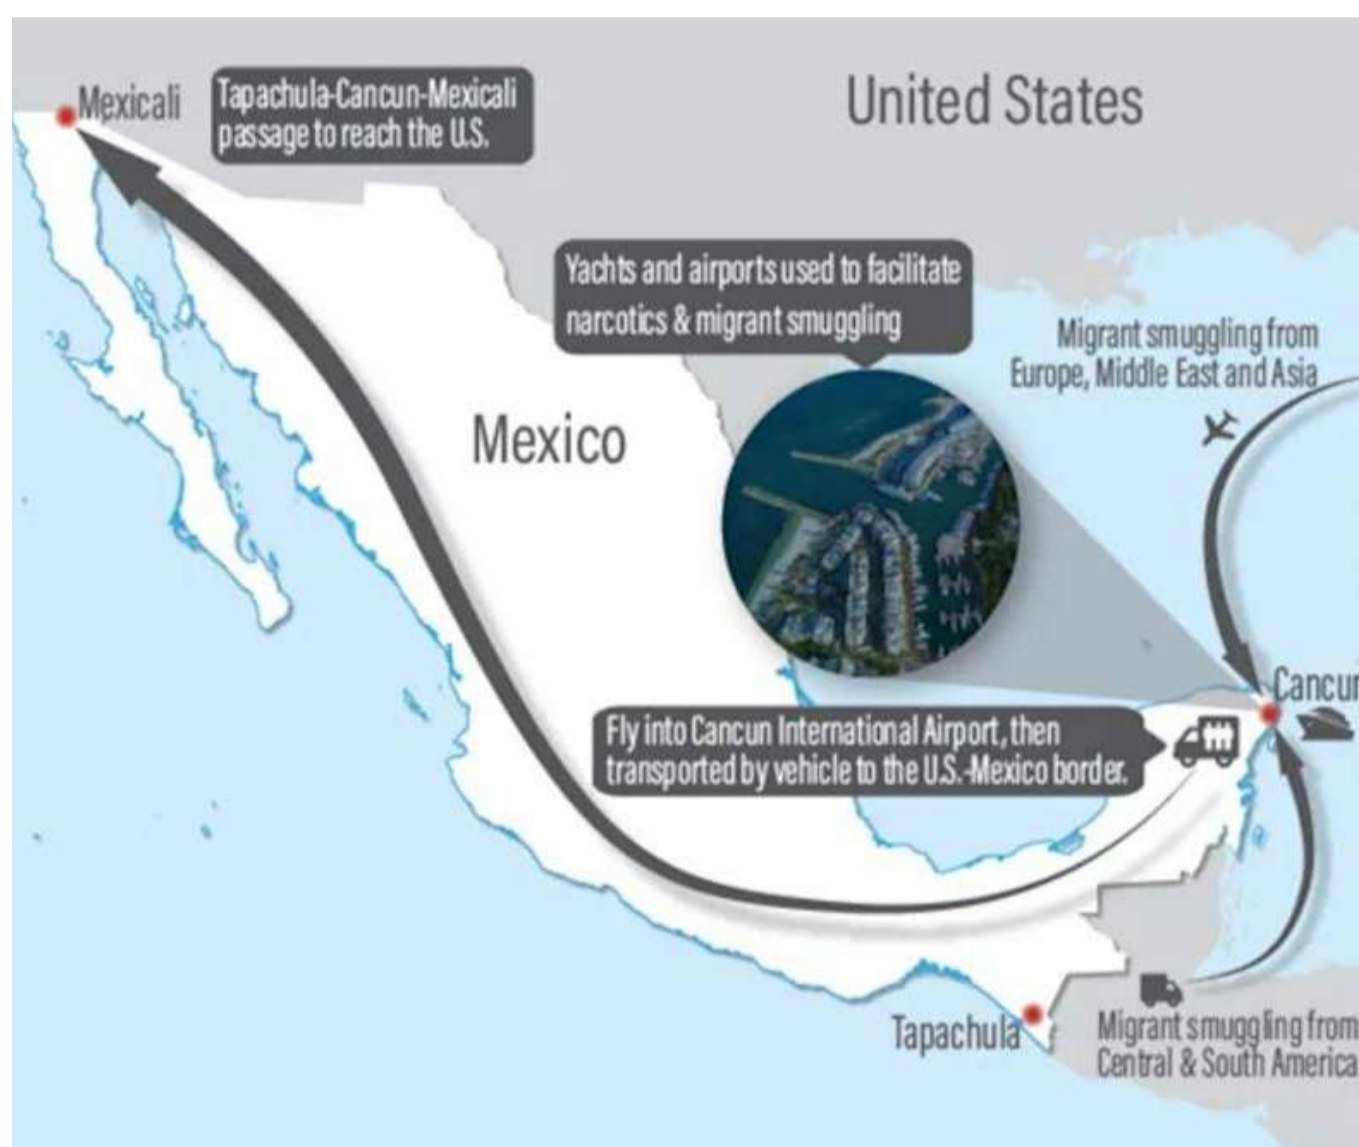 Mexicali
Tapachula-Cancun-Mexicali
passage to reach the U.S.
United States
Yachts and airports used to facilitate
narcotics & migrant smuggling
Migrant smuggling from
Europe, Middle East and Asia
Mexico
Cancun
Fly into Cancun International Airport, then
transported by vehicle to the U.S.-Mexico border.
Tapachula
Migrant smuggling from
Central & South America